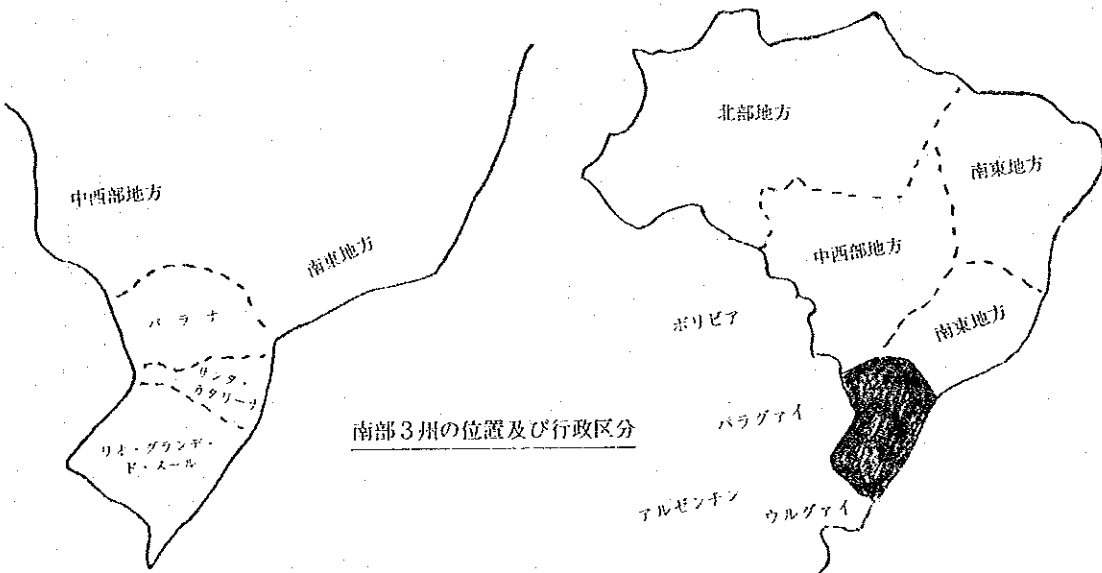 中西部地方
南東地方
パラナ
サンタ・
カタリーナ
リオ・グランデ・
ド・スール
南部3州の位置及び行政区分
北部地方
南東地方
中西部地方
南東地方
ボリビア
パラグァイ
アルゼンチン
ウルグァイ